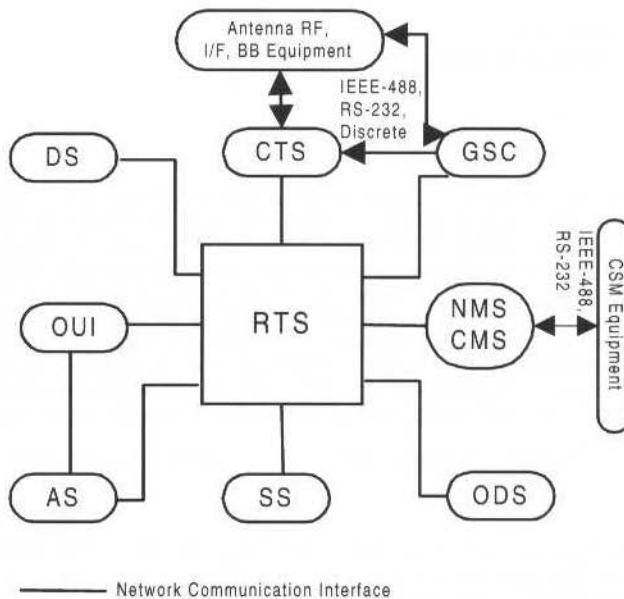 Antenna RF,
I/F, BB Equipment
IEEE-488,
RS-232,
Discrete
DS
CTS
GSC
IEEE-488,
RS-232
CSM Equipment
OUI
RTS
NMS
CMS
AS
SS
ODS
Network Communication Interface